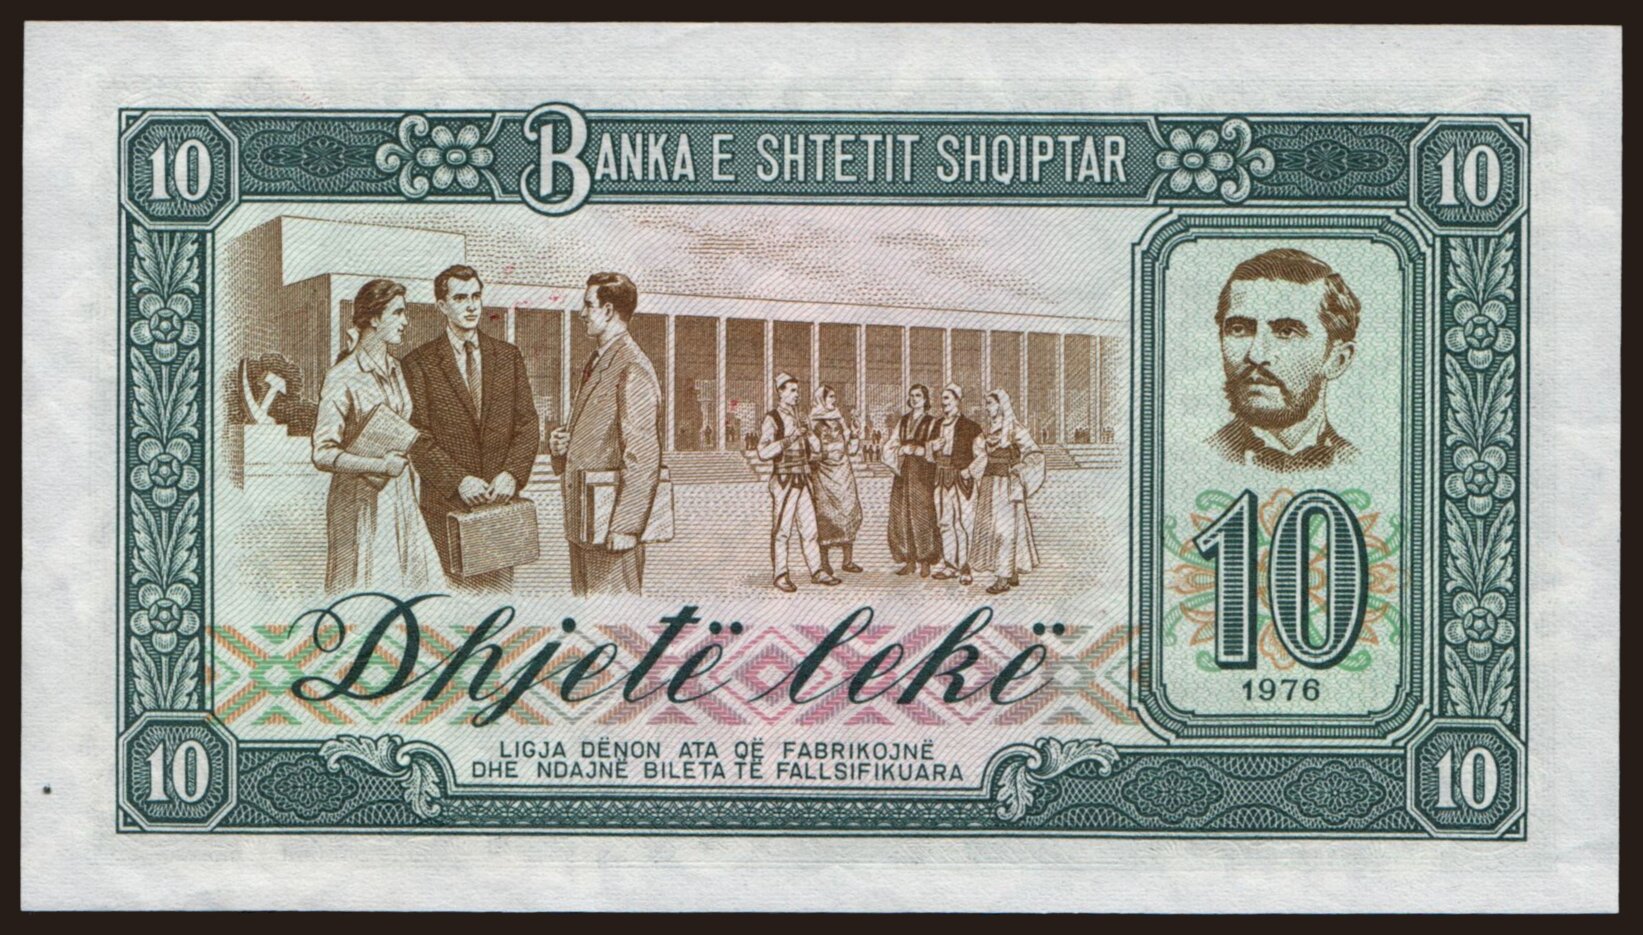 10
BANKA E SHTETIT SHQIPTAR
10
Dhjetë lekë
10
1976
LIGJA DËNON ATA QË FABRIKOJNË
DHE NDAJNË BILETA TË FALLSIFIKUARA
10
10